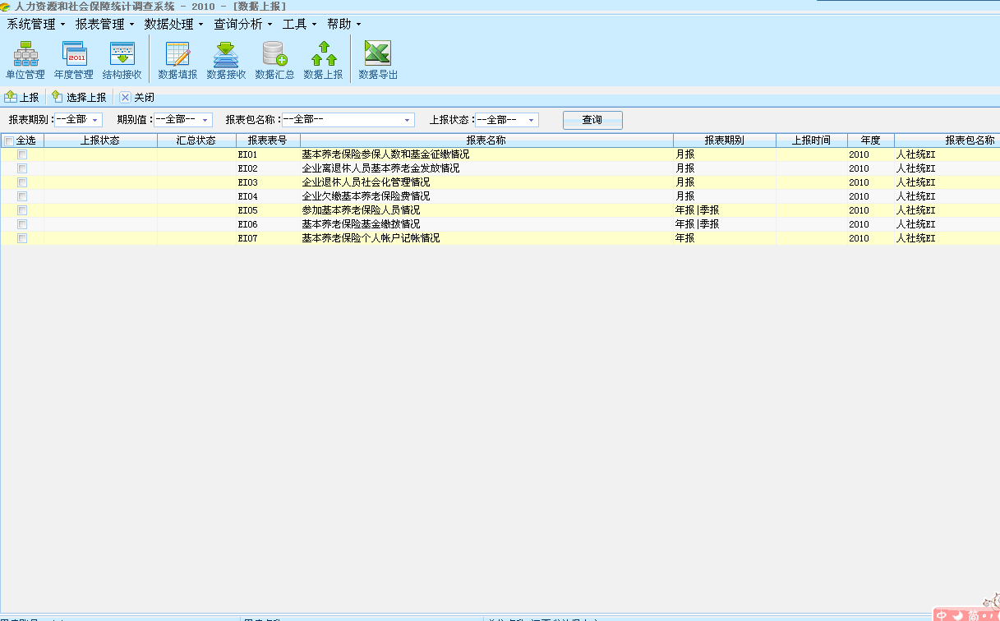 人力资源和社会保障统计调查系统 - 2010 - [数据上报]
系统管理 报表管理 数据处理 查询分析 工具 帮助
2011
单位管理 年度管理 结构接收 数据填报 数据接收 数据汇总 数据上报 数据导出
上报 选择上报 关闭
报表期别: --全部- 期别值: --全部-- 报表包名称: --全部-- 上报状态: --全部-- 查询
全选 上报状态 汇总状态 报表表号 报表名称 报表期别 上报时间 年度 报表包名称
EI01 基本养老保险参保人数和基金征缴情况 月报 2010 人社统EI
EI02 企业离退休人员基本养老金发放情况 月报 2010 人社统EI
EI03 企业退休人员社会化管理情况 月报 2010 人社统EI
EI04 企业欠缴基本养老保险费情况 月报 2010 人社统EI
EI05 参加基本养老保险人员情况 年报|季报 2010 人社统EI
EI06 基本养老保险基金缴拨情况 年报|季报 2010 人社统EI
EI07 基本养老保险个人帐户记帐情况 年报 2010 人社统EI
中 简